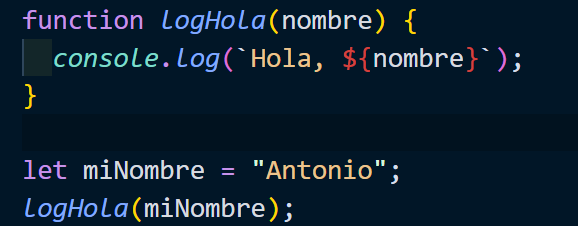 function logHola(nombre) {
  console.log(`Hola, ${nombre}`);
}
let miNombre = "Antonio";
logHola(miNombre);